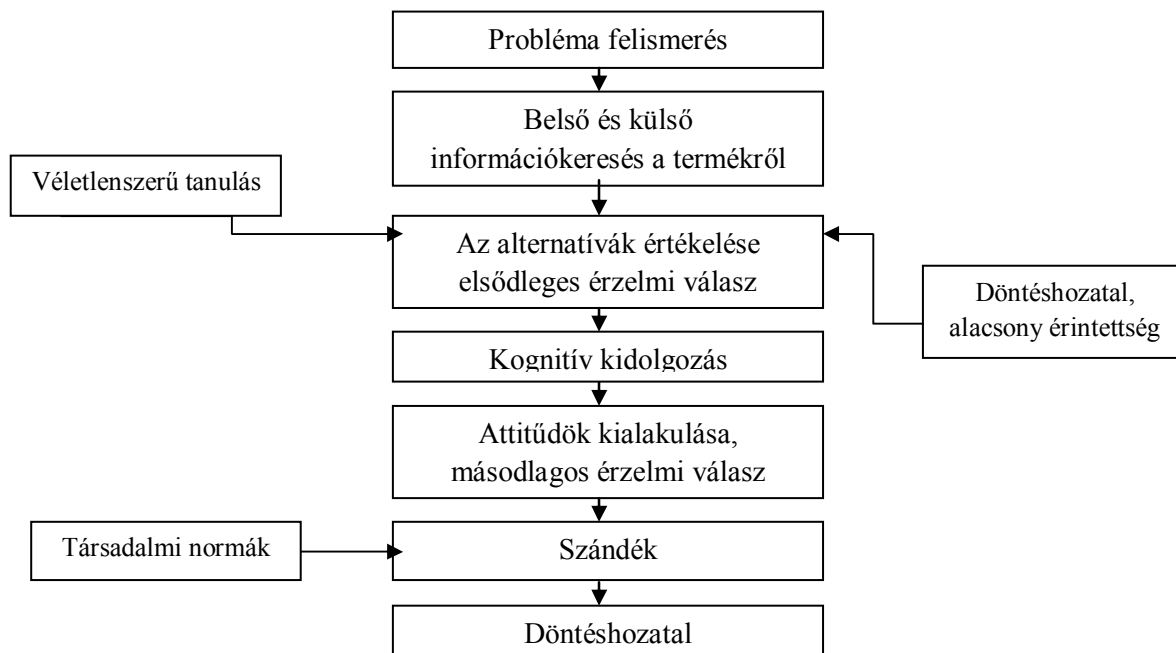 Probléma felismerés
Belső és külső
információkeresés a termékről
Véletlenszerű tanulás
Az alternatívák értékelése
elsődleges érzelmi válasz
Döntéshozatal,
alacsony érintettség
Kognitív kidolgozás
Attitűdök kialakulása,
másodlagos érzelmi válasz
Társadalmi normák
Szándék
Döntéshozatal